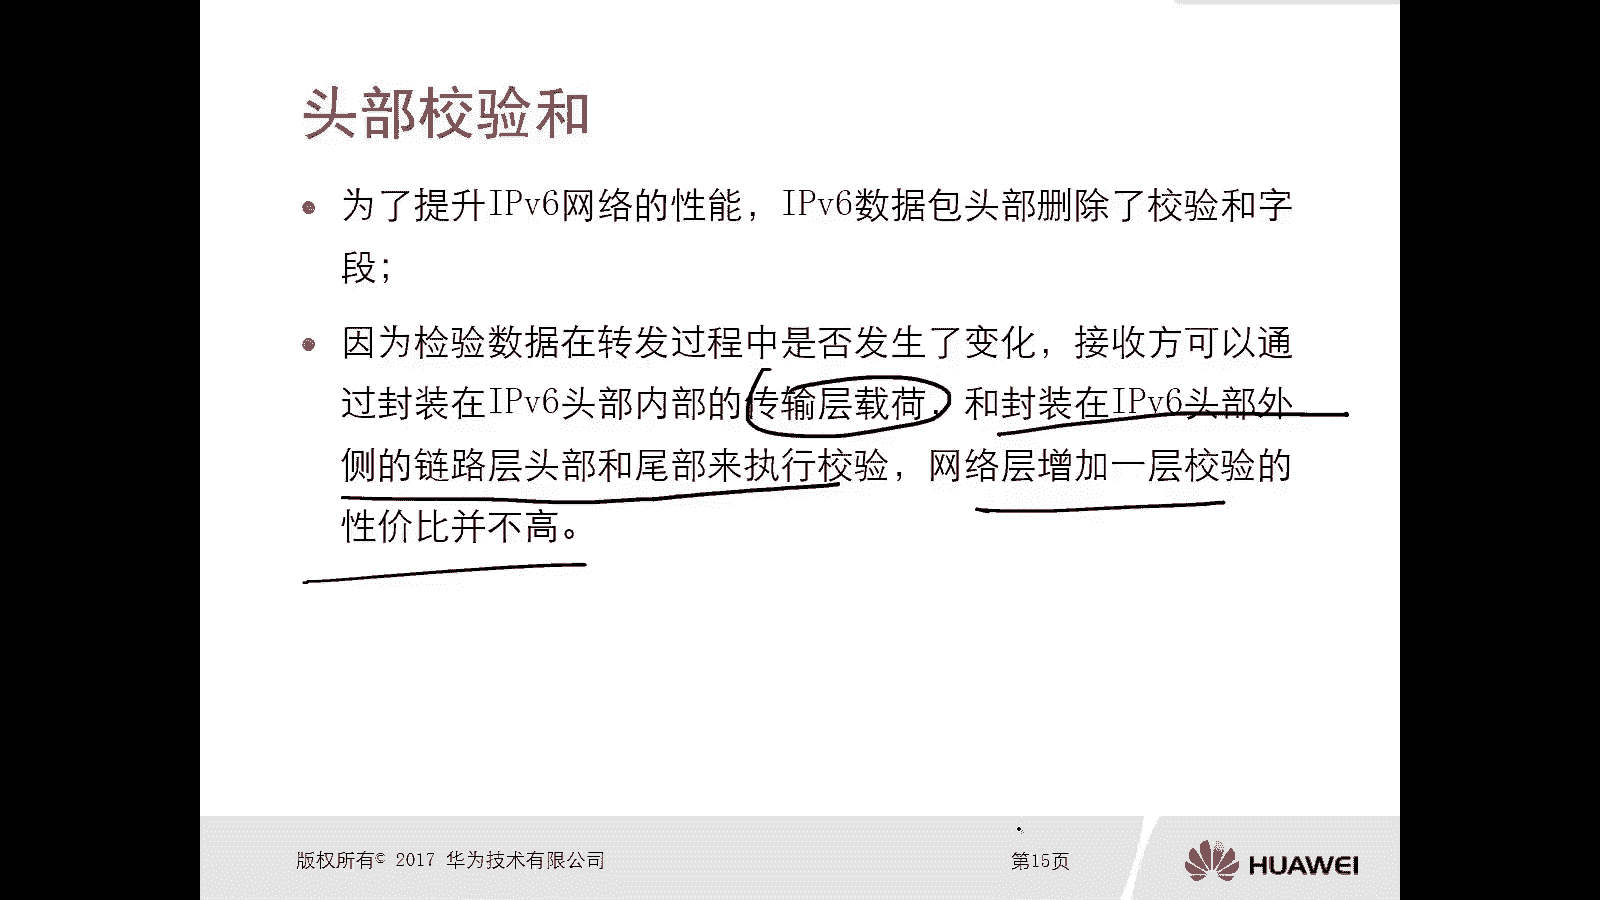 头部校验和
为了提升IPv6网络的性能，IPv6数据包头部删除了校验和字
段；
因为检验数据在转发过程中是否发生了变化，接收方可以通
过封装在IPv6头部内部的传输层载荷，和封装在IPv6头部外
侧的链路层头部和尾部来执行校验，网络层增加一层校验的
性价比并不高。
版权所有© 2017 华为技术有限公司
第15页
HUAWEI